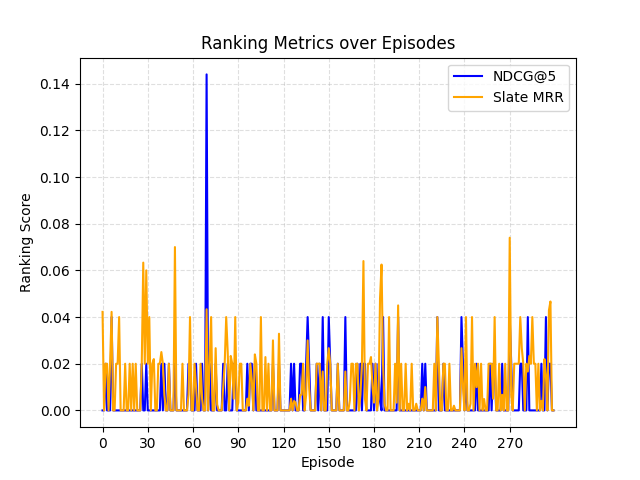 Ranking Metrics over Episodes
NDCG@5
Slate MRR
Ranking Score
0.14
0.12
0.10
0.08
0.06
0.04
0.02
0.00
0 30 60 90 120 150 180 210 240 270
Episode